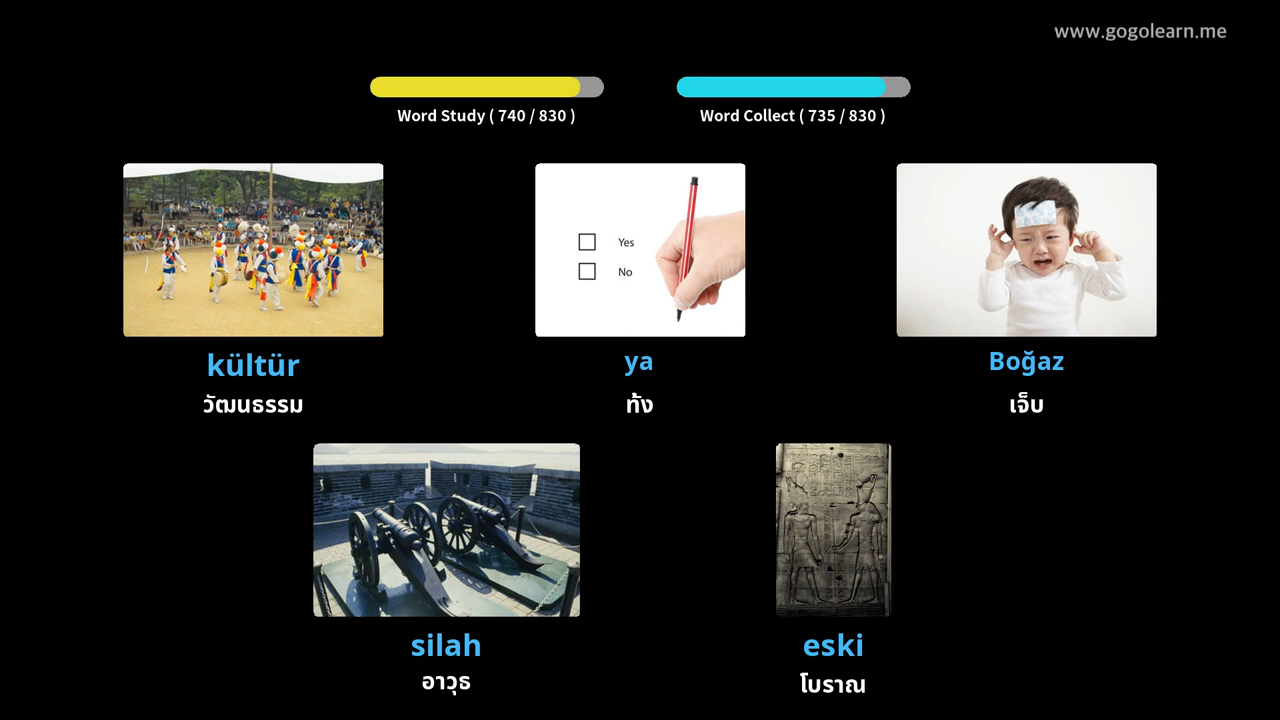 www.gogolearn.me
Word Study ( 740 / 830 )
Word Collect ( 735 / 830 )
Yes
No
kültür
วัฒนธรรม
ya
ทั้ง
Boğaz
เจ็บ
silah
อาวุธ
eski
โบราณ